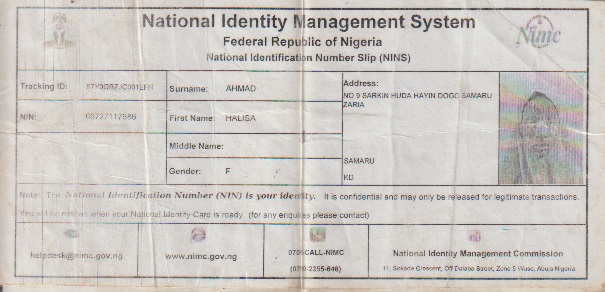 National Identity Management System
Federal Republic of Nigeria
National Identification Number Slip (NINS)
Nimc
Tracking ID:
Surname: AHMAD
Address:
NO 9 SARKIN HUDA HAYIN DOGO SAMARU
ZARIA
NIN:
First Name: HALISA
Middle Name:
SAMARU
Gender: F
KD
Note: The National Identification Number (NIN) is your identity. It is confidential and may only be released for legitimate transactions.
You will be notified when your National Identity Card is ready (for any enquiries please contact)
helpdesk@nimc.gov.ng
www.nimc.gov.ng
0700-CALL-NIMC
(0700-2255-646)
National Identity Management Commission
11, Sokode Crescent, Off Dalaba Street, Zone 5 Wuse, Abuja Nigeria